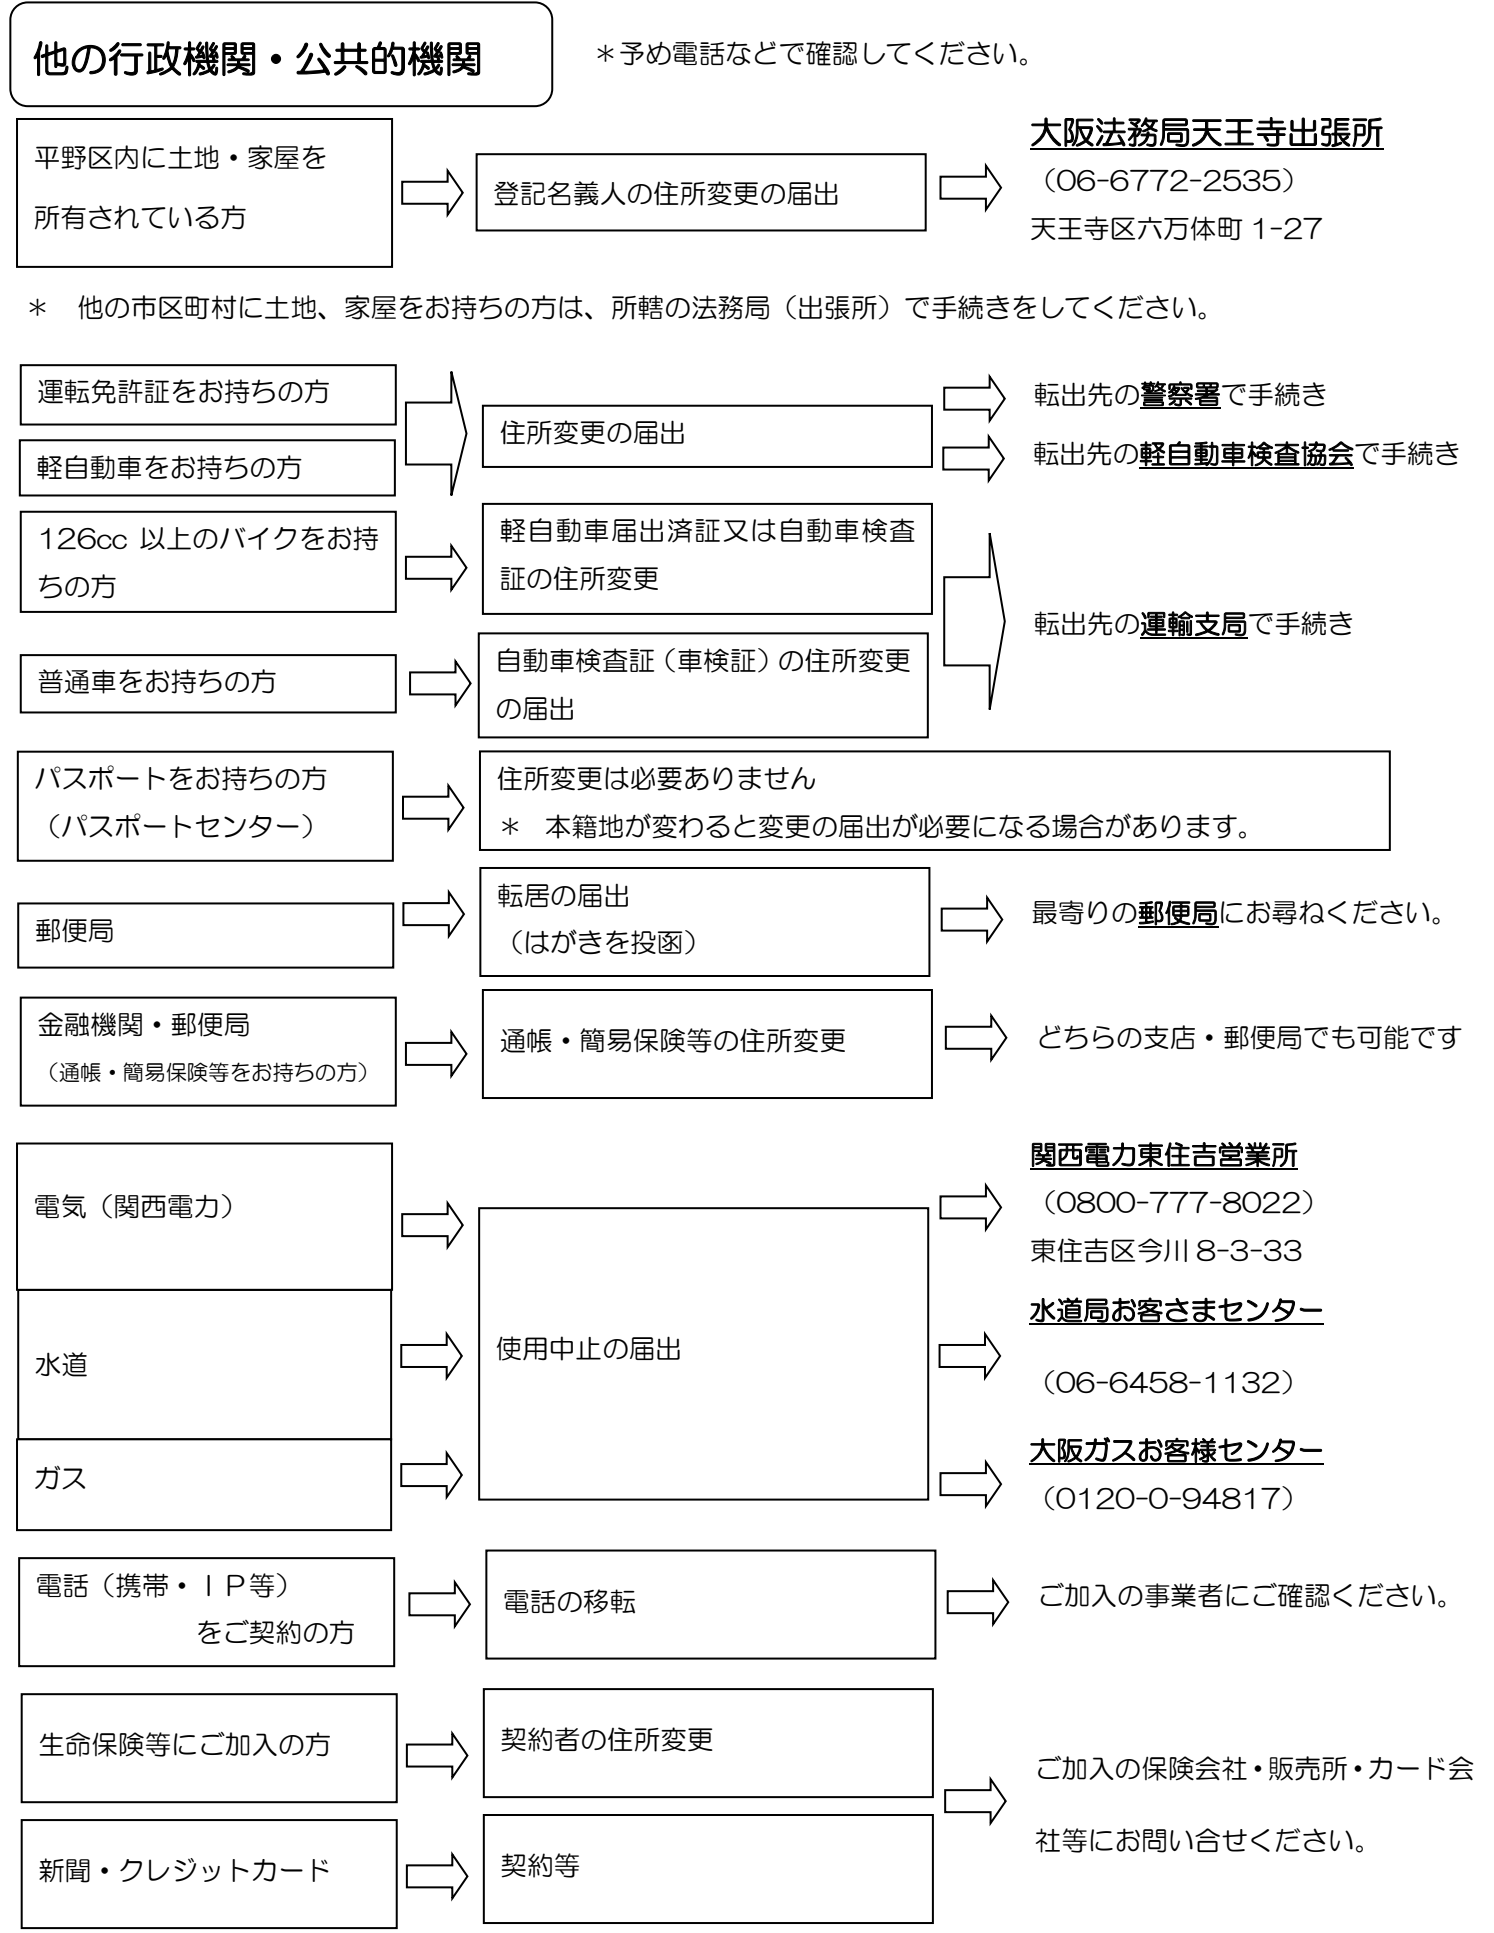 他の行政機関・公共的機関
＊予め電話などで確認してください。
平野区内に土地・家屋を
所有されている方
登記名義人の住所変更の届出
大阪法務局天王寺出張所
（06-6772-2535）
天王寺区六万体町 1-27
＊　他の市区町村に土地、家屋をお持ちの方は、所轄の法務局（出張所）で手続きをしてください。
運転免許証をお持ちの方
軽自動車をお持ちの方
住所変更の届出
転出先の警察署で手続き
転出先の軽自動車検査協会で手続き
126cc 以上のバイクをお持
ちの方
軽自動車届出済証又は自動車検査
証の住所変更
普通車をお持ちの方
自動車検査証（車検証）の住所変更
の届出
転出先の運輸支局で手続き
パスポートをお持ちの方
（パスポートセンター）
住所変更は必要ありません
＊　本籍地が変わると変更の届出が必要になる場合があります。
郵便局
転居の届出
（はがきを投函）
最寄りの郵便局にお尋ねください。
金融機関・郵便局
（通帳・簡易保険等をお持ちの方）
通帳・簡易保険等の住所変更
どちらの支店・郵便局でも可能です
電気（関西電力）
水道
ガス
使用中止の届出
関西電力東住吉営業所
（0800-777-8022）
東住吉区今川 8-3-33
水道局お客さまセンター
（06-6458-1132）
大阪ガスお客様センター
（0120-0-94817）
電話（携帯・ＩＰ等）
をご契約の方
電話の移転
ご加入の事業者にご確認ください。
生命保険等にご加入の方
契約者の住所変更
新聞・クレジットカード
契約等
ご加入の保険会社・販売所・カード会
社等にお問い合せください。